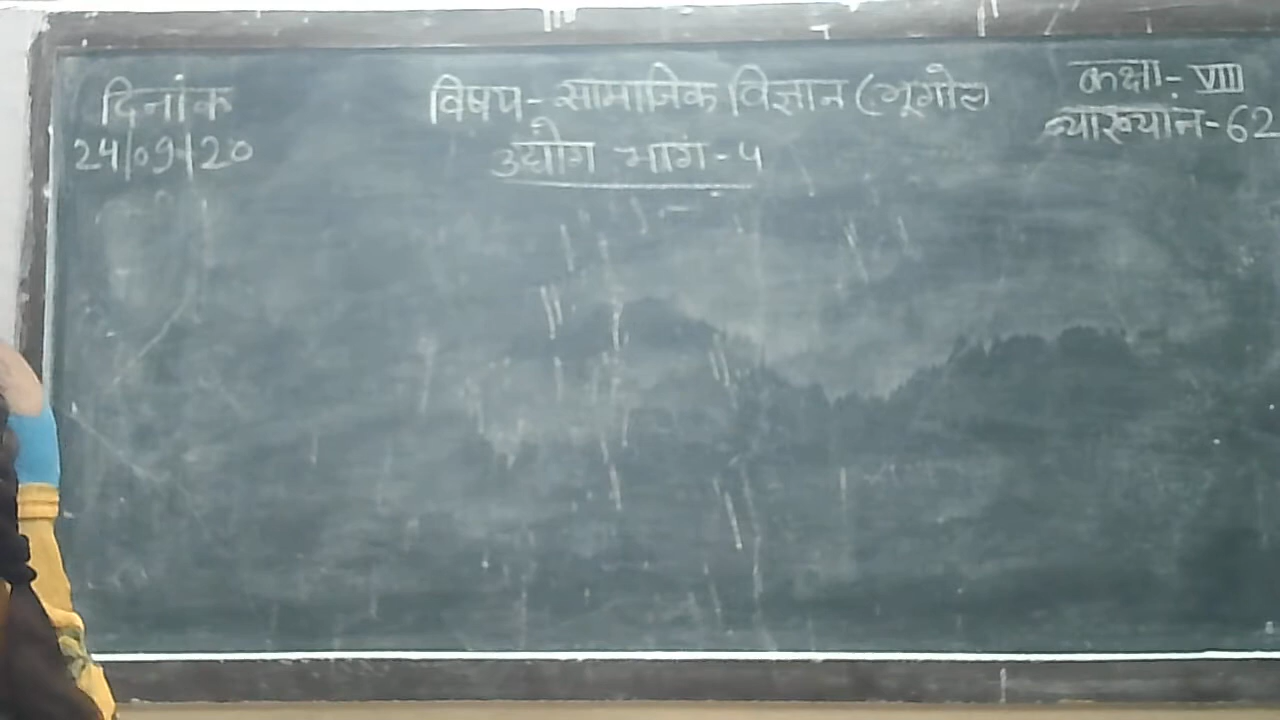 दिनांक
24/09/20
विषय - सामाजिक विज्ञान (भूगोल
उद्योग भाग - 5
कक्षा - VIII
व्याख्यान - 62